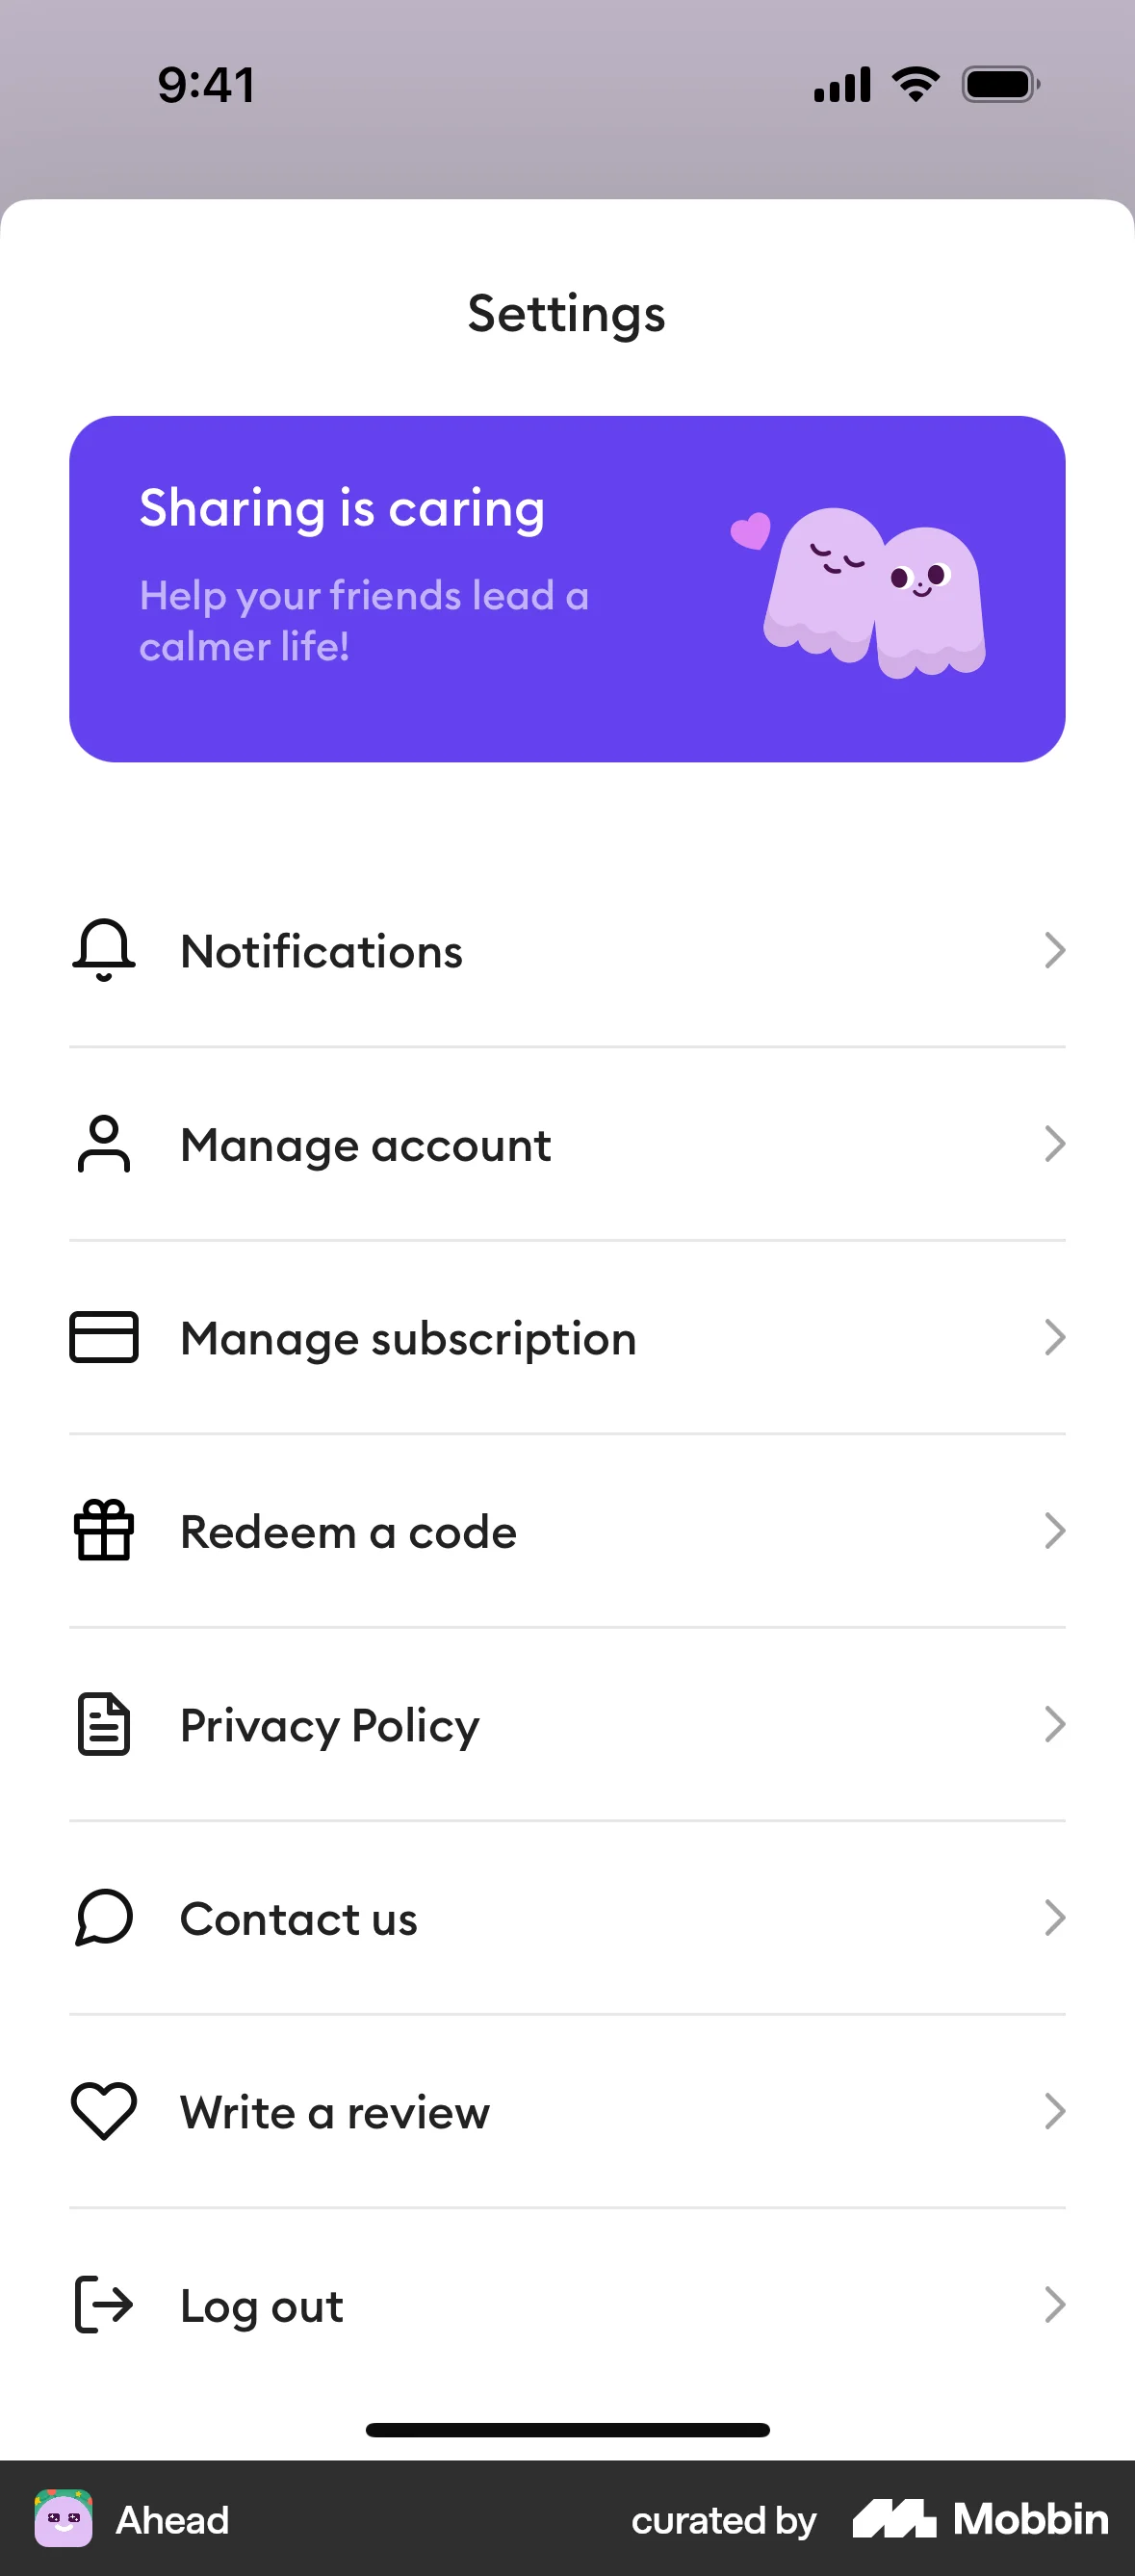 9:41
Settings
Sharing is caring
Help your friends lead a
calmer life!
Notifications
Manage account
Manage subscription
Redeem a code
Privacy Policy
Contact us
Write a review
Log out
Ahead
curated by Mobbin